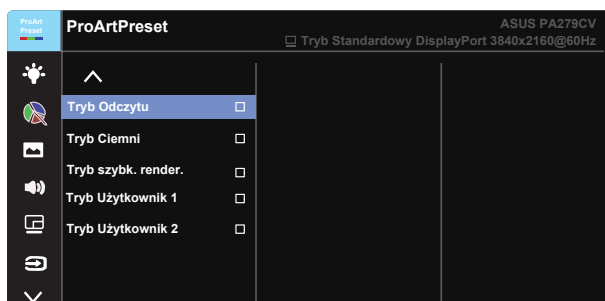 ProArt
Preset
ProArtPreset
ASUS PA279CV
Tryb Standardowy DisplayPort 3840x2160@60Hz
Tryb Odczytu
Tryb Ciemni
Tryb szybk. render.
Tryb Użytkownik 1
Tryb Użytkownik 2